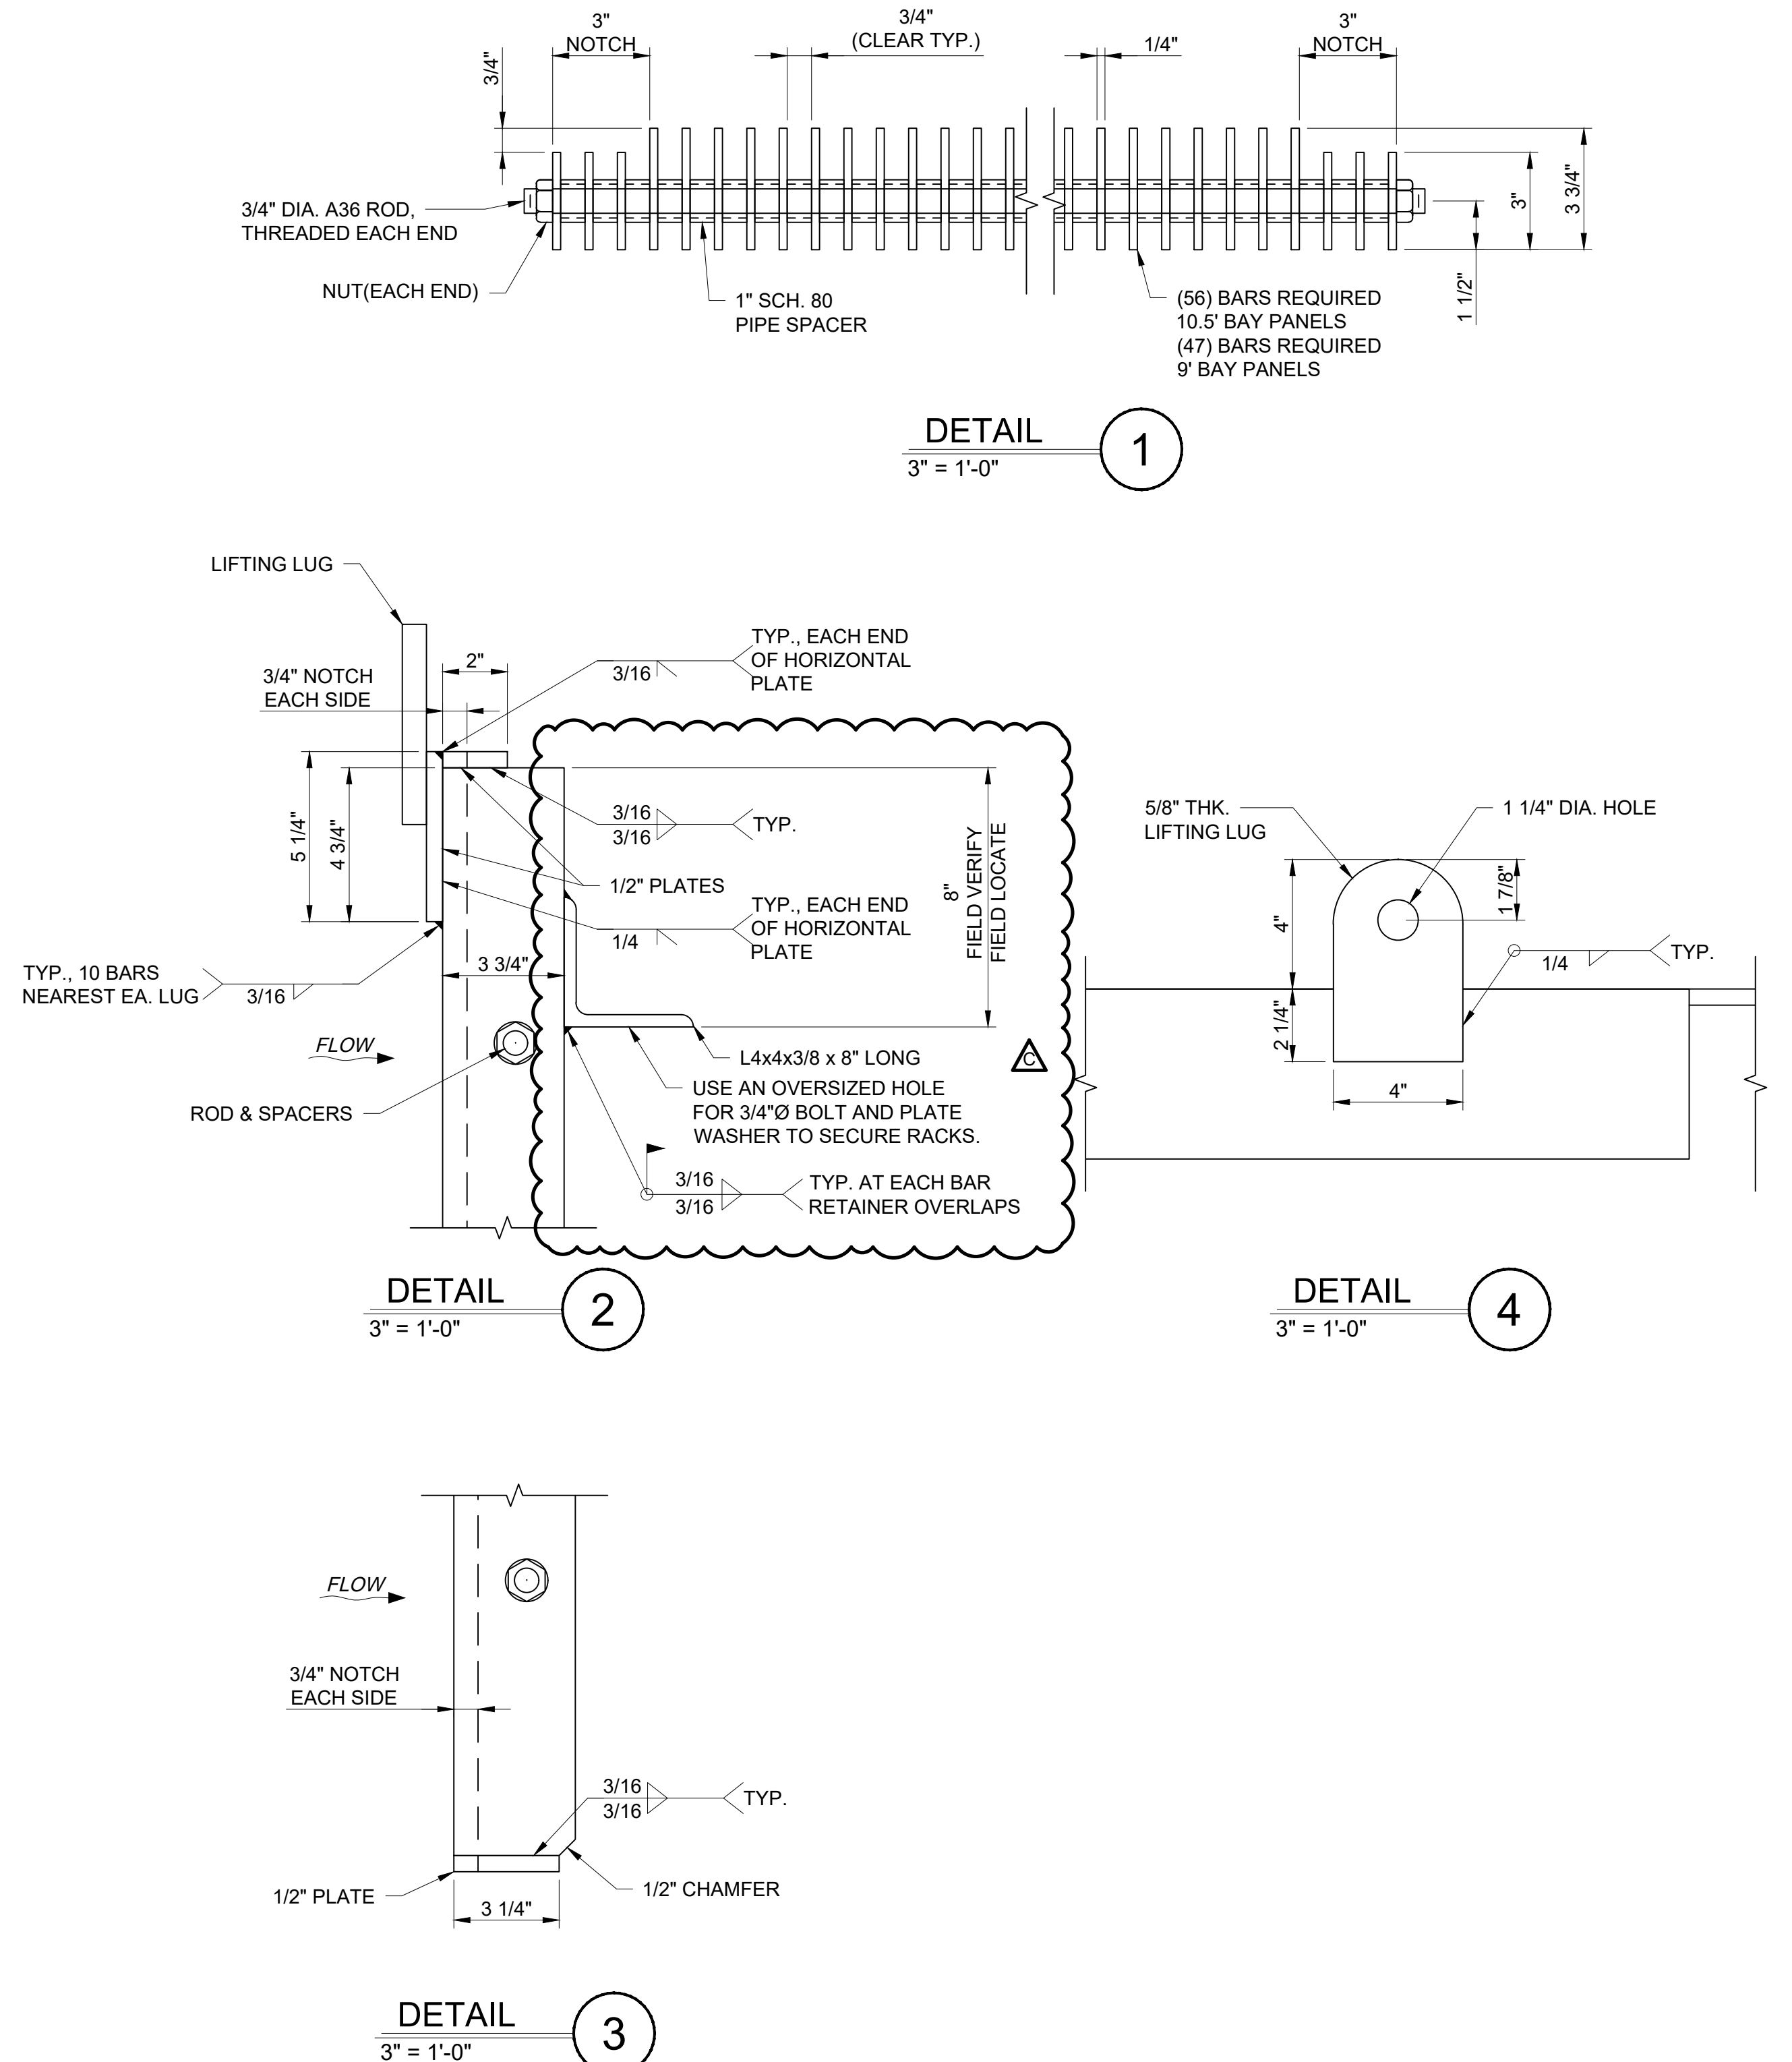 3"
NOTCH
3/4"
(CLEAR TYP.)
1/4"
3"
NOTCH
3/4"
3/4" DIA. A36 ROD,
THREADED EACH END
NUT(EACH END)
1" SCH. 80
PIPE SPACER
(56) BARS REQUIRED
10.5' BAY PANELS
(47) BARS REQUIRED
9' BAY PANELS
3"
3 3/4"
1 1/2"
DETAIL
1
3" = 1'-0"
LIFTING LUG
3/4" NOTCH
EACH SIDE
2"
3/16
TYP., EACH END
OF HORIZONTAL
PLATE
5 1/4"
4 3/4"
3/16
3/16
TYP.
1/2" PLATES
1/4
TYP., EACH END
OF HORIZONTAL
PLATE
3 3/4"
TYP., 10 BARS
NEAREST EA. LUG
3/16
FLOW
ROD & SPACERS
8"
FIELD VERIFY
FIELD LOCATE
L4x4x3/8 x 8" LONG
C
USE AN OVERSIZED HOLE
FOR 3/4"Ø BOLT AND PLATE
WASHER TO SECURE RACKS.
3/16
3/16
TYP. AT EACH BAR
RETAINER OVERLAPS
DETAIL
2
3" = 1'-0"
5/8" THK.
LIFTING LUG
1 1/4" DIA. HOLE
4"
1 7/8"
2 1/4"
4"
1/4
TYP.
DETAIL
4
3" = 1'-0"
FLOW
3/4" NOTCH
EACH SIDE
3/16
3/16
TYP.
1/2" PLATE
1/2" CHAMFER
3 1/4"
DETAIL
3
3" = 1'-0"